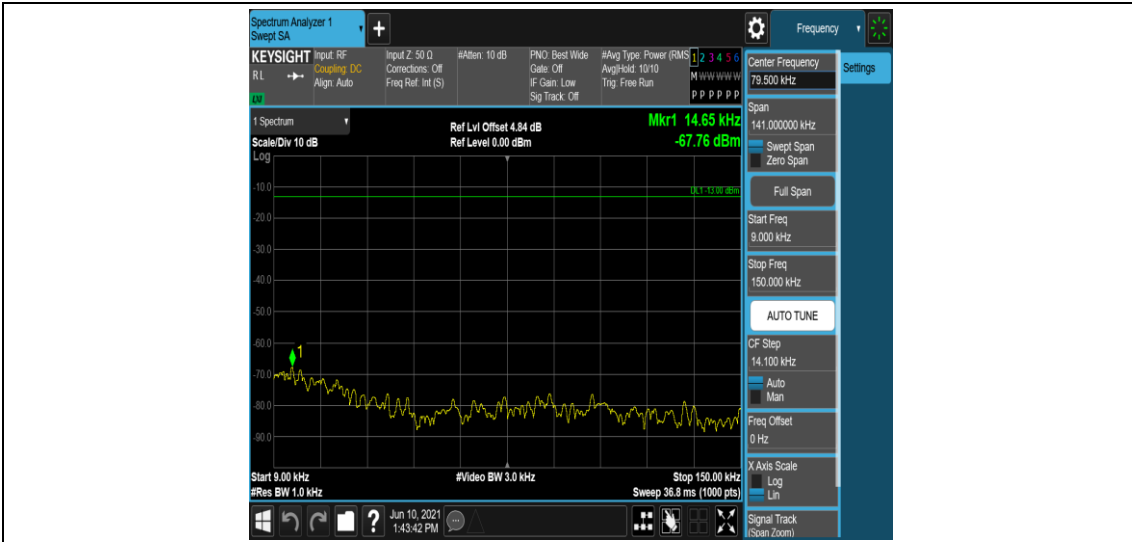 Spectrum Analyzer 1
Swept SA
+
Frequency
KEYSIGHT
R L
LNI
Input: RF
Coupling: DC
Align: Auto
Input Z: 50 Ω
Corrections: Off
Freq Ref: Int (S)
#Atten: 10 dB
PNO: Best Wide
Gate: Off
IF Gain: Low
Sig Track: Off
#Avg Type: Power (RMS
Avg|Hold: 10/10
Trig: Free Run
1 2 3 4 5 6
M W W W W W
P P P P P P
Center Frequency
79.500 kHz
Settings
Span
141.000000 kHz
Swept Span
Zero Span
Full Span
Start Freq
9.000 kHz
Stop Freq
150.000 kHz
AUTO TUNE
CF Step
14.100 kHz
Auto
Man
Freq Offset
0 Hz
X Axis Scale
Log
Lin
Signal Track
(Span Zoom)
1 Spectrum
Scale/Div 10 dB
Log
Ref Lvl Offset 4.84 dB
Ref Level 0.00 dBm
Mkr1 14.65 kHz
-67.76 dBm
DL1 -13.00 dBm
-10.0
-20.0
-30.0
-40.0
-50.0
-60.0
-70.0
-80.0
-90.0
1
Start 9.00 kHz
#Res BW 1.0 kHz
#Video BW 3.0 kHz
Stop 150.00 kHz
Sweep 36.8 ms (1000 pts)
?
Jun 10, 2021
1:43:42 PM